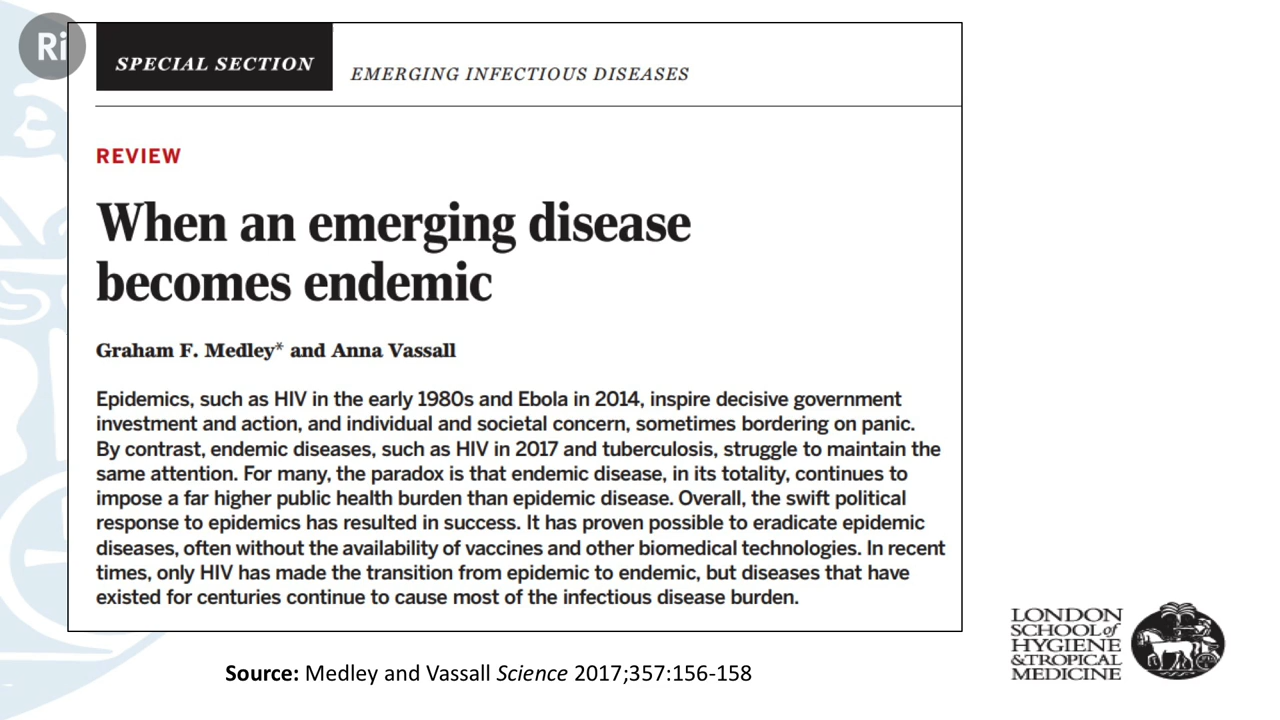 Ri
SPECIAL SECTION
EMERGING INFECTIOUS DISEASES
REVIEW
When an emerging disease
becomes endemic
Graham F. Medley* and Anna Vassall
Epidemics, such as HIV in the early 1980s and Ebola in 2014, inspire decisive government
investment and action, and individual and societal concern, sometimes bordering on panic.
By contrast, endemic diseases, such as HIV in 2017 and tuberculosis, struggle to maintain the
same attention. For many, the paradox is that endemic disease, in its totality, continues to
impose a far higher public health burden than epidemic disease. Overall, the swift political
response to epidemics has resulted in success. It has proven possible to eradicate epidemic
diseases, often without the availability of vaccines and other biomedical technologies. In recent
times, only HIV has made the transition from epidemic to endemic, but diseases that have
existed for centuries continue to cause most of the infectious disease burden.
Source: Medley and Vassall Science 2017;357:156-158
LONDON
SCHOOL of
HYGIENE
& TROPICAL
MEDICINE